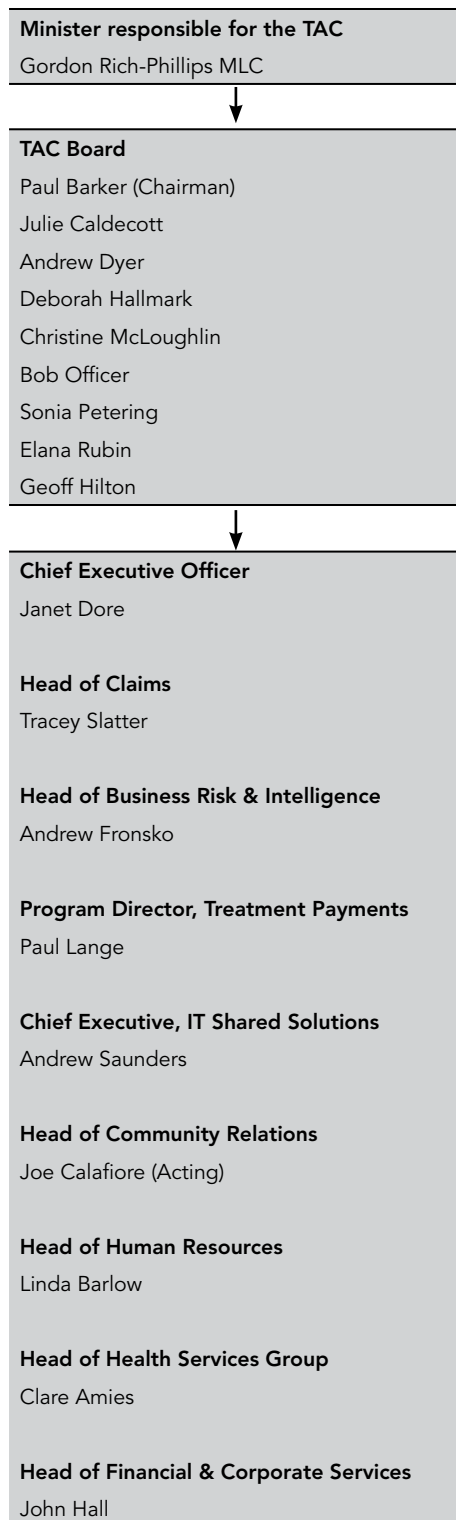 Minister responsible for the TAC
Gordon Rich-Phillips MLC
TAC Board
Paul Barker (Chairman)
Julie Caldecott
Andrew Dyer
Deborah Hallmark
Christine McLoughlin
Bob Officer
Sonia Petering
Elana Rubin
Geoff Hilton
Chief Executive Officer
Janet Dore
Head of Claims
Tracey Slatter
Head of Business Risk & Intelligence
Andrew Fronsko
Program Director, Treatment Payments
Paul Lange
Chief Executive, IT Shared Solutions
Andrew Saunders
Head of Community Relations
Joe Calafiore (Acting)
Head of Human Resources
Linda Barlow
Head of Health Services Group
Clare Amies
Head of Financial & Corporate Services
John Hall